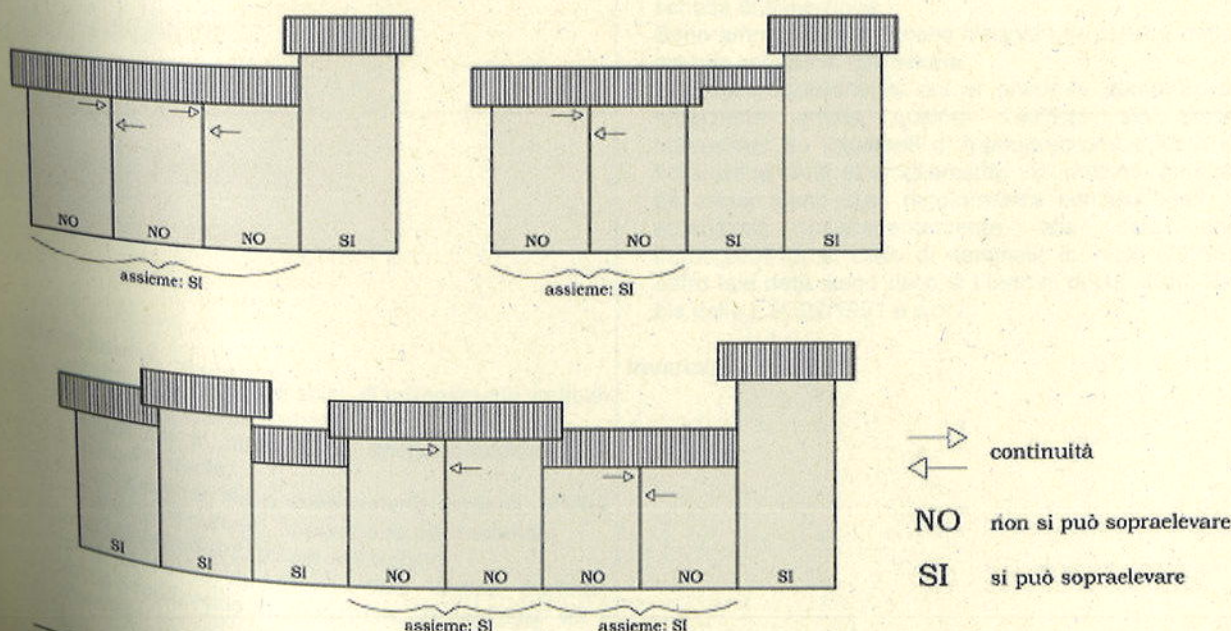 NO
NO
NO
SI
assieme: SI
NO
NO
SI
SI
assieme: SI
SI
SI
SI
NO
NO
NO
NO
SI
assieme: SI
assieme: SI
continuità
NO non si può sopraelevare
SI si può sopraelevare